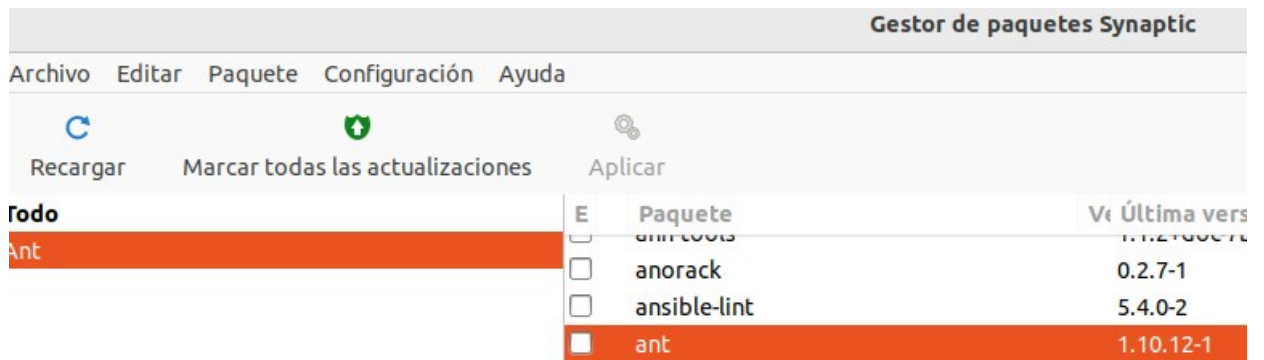 Gestor de paquetes Synaptic
Archivo Editar Paquete Configuración Ayuda
Recargar Marcar todas las actualizaciones Aplicar
Todo
Ant
E Paquete Última vers
anorack 0.2.7-1
ansible-lint 5.4.0-2
ant 1.10.12-1